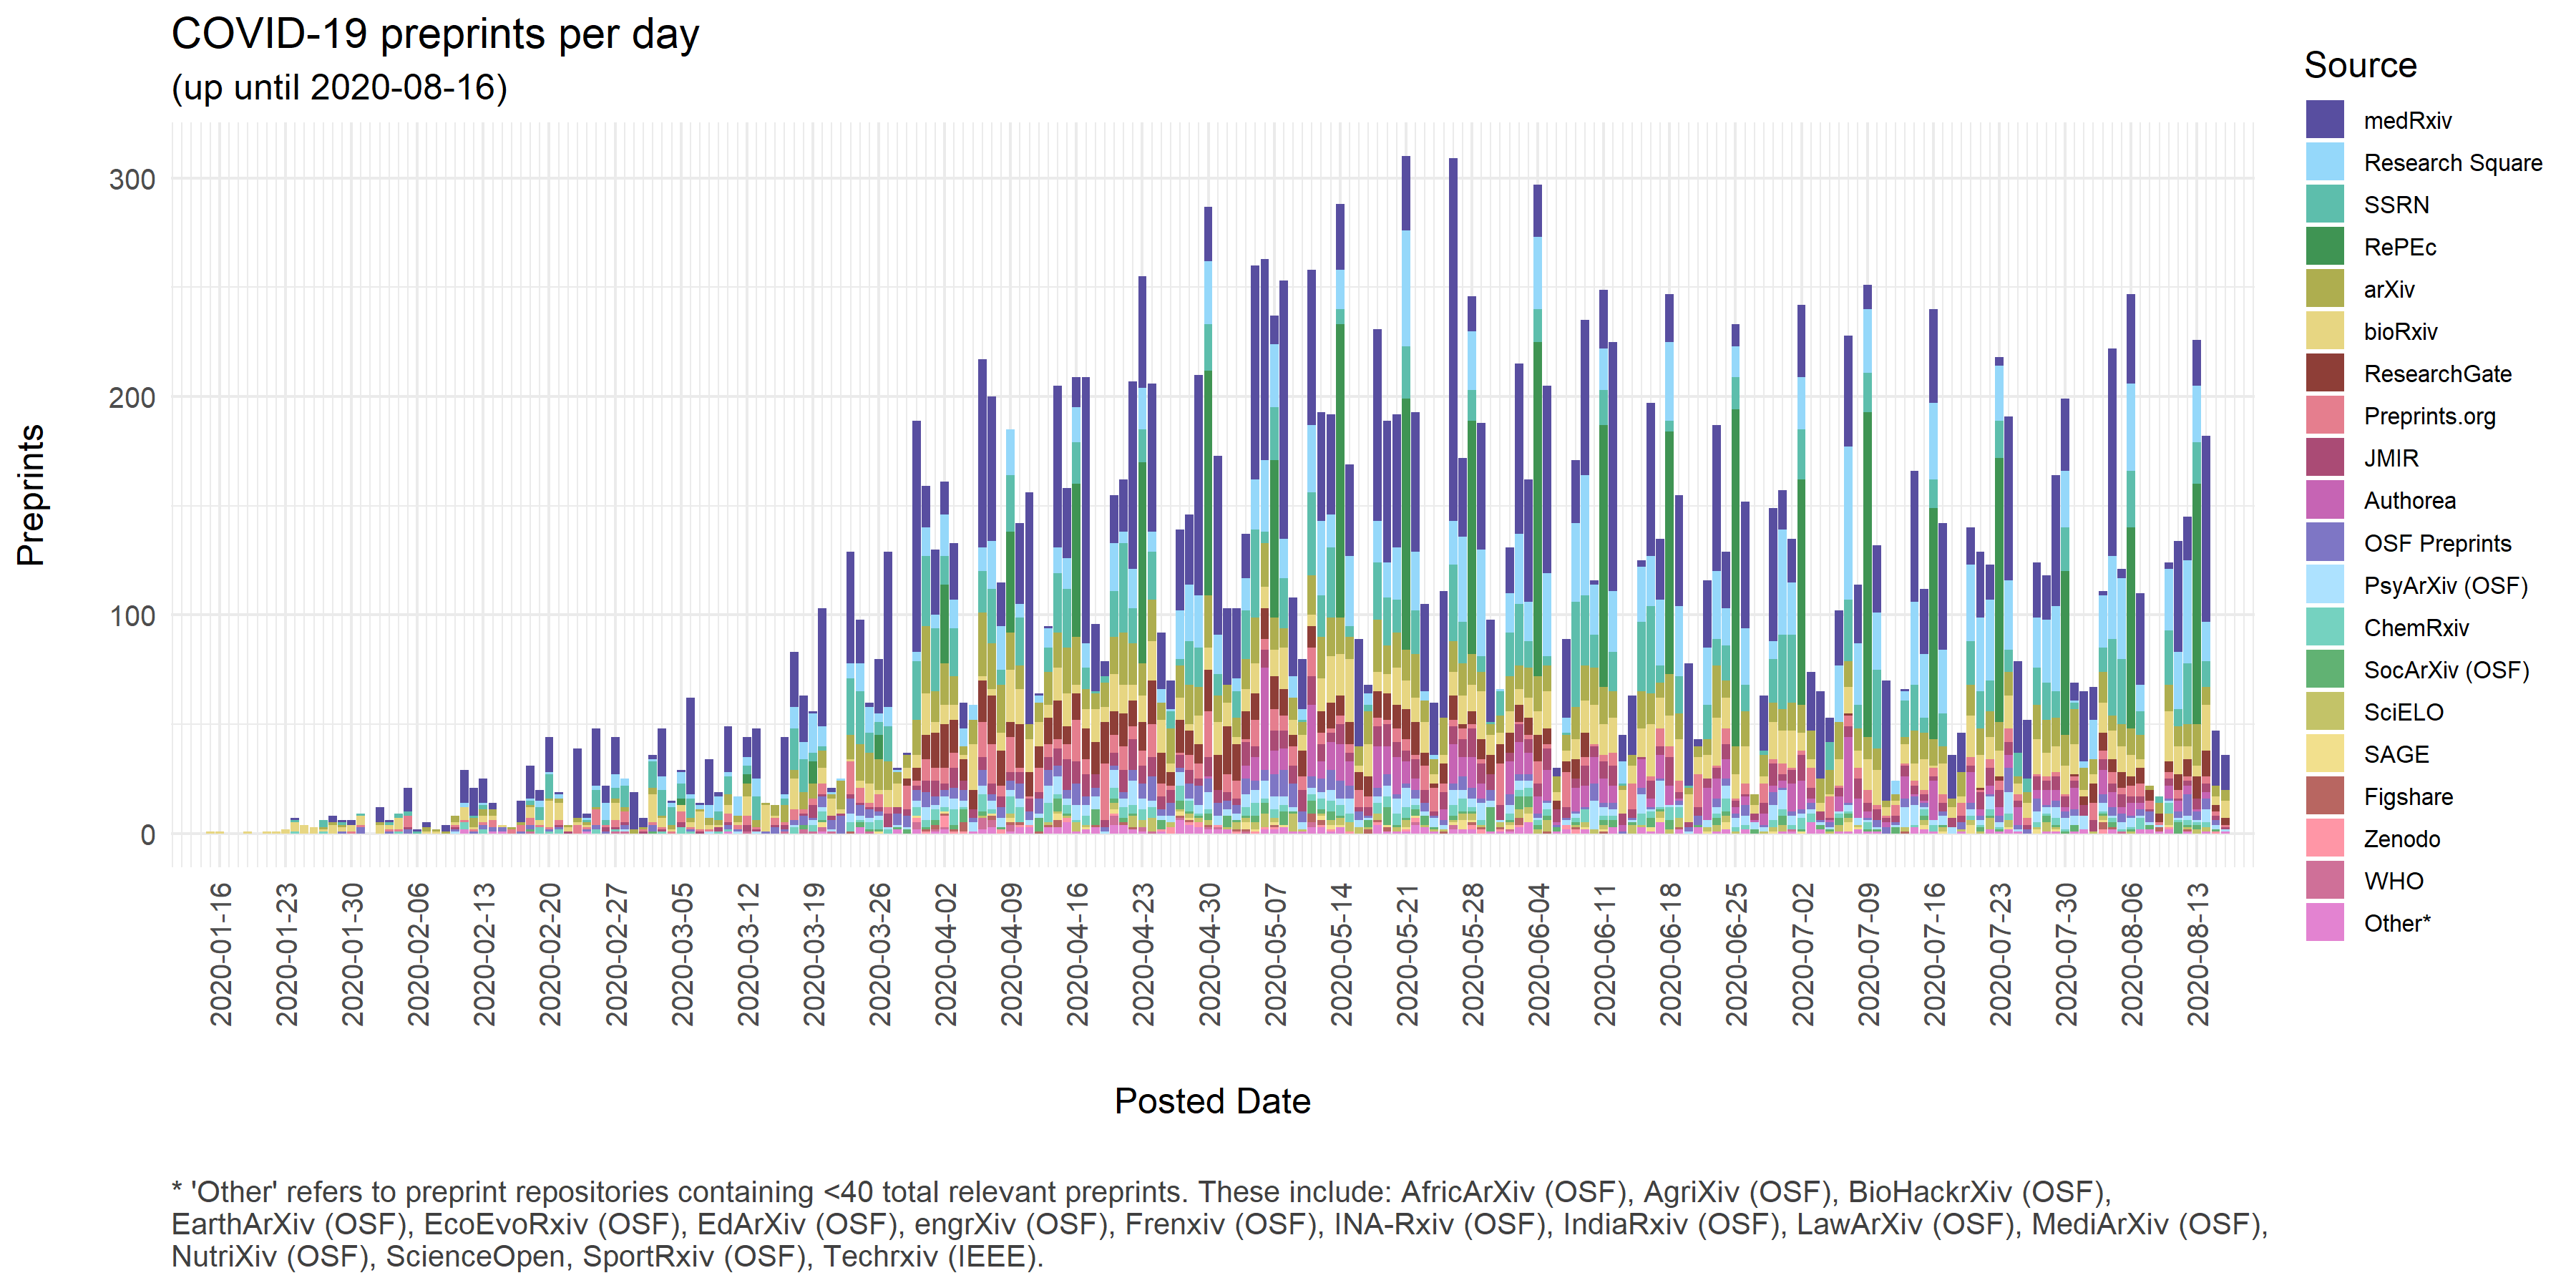 COVID-19 preprints per day
(up until 2020-08-16)
Preprints
300
200
100
0
2020-01-16
2020-01-23
2020-01-30
2020-02-06
2020-02-13
2020-02-20
2020-02-27
2020-03-05
2020-03-12
2020-03-19
2020-03-26
2020-04-02
2020-04-09
2020-04-16
2020-04-23
2020-04-30
2020-05-07
2020-05-14
2020-05-21
2020-05-28
2020-06-04
2020-06-11
2020-06-18
2020-06-25
2020-07-02
2020-07-09
2020-07-16
2020-07-23
2020-07-30
2020-08-06
2020-08-13
Posted Date
Source
medRxiv
Research Square
SSRN
RePEc
arXiv
bioRxiv
ResearchGate
Preprints.org
JMIR
Authorea
OSF Preprints
PsyArXiv (OSF)
ChemRxiv
SocArXiv (OSF)
SciELO
SAGE
Figshare
Zenodo
WHO
Other*
* 'Other' refers to preprint repositories containing <40 total relevant preprints. These include: AfricArXiv (OSF), AgriXiv (OSF), BioHackrXiv (OSF),
EarthArXiv (OSF), EcoEvoRxiv (OSF), EdArXiv (OSF), engrXiv (OSF), Frenxiv (OSF), INA-Rxiv (OSF), IndiaRxiv (OSF), LawArXiv (OSF), MediArXiv (OSF),
NutriXiv (OSF), ScienceOpen, SportRxiv (OSF), Techrxiv (IEEE).